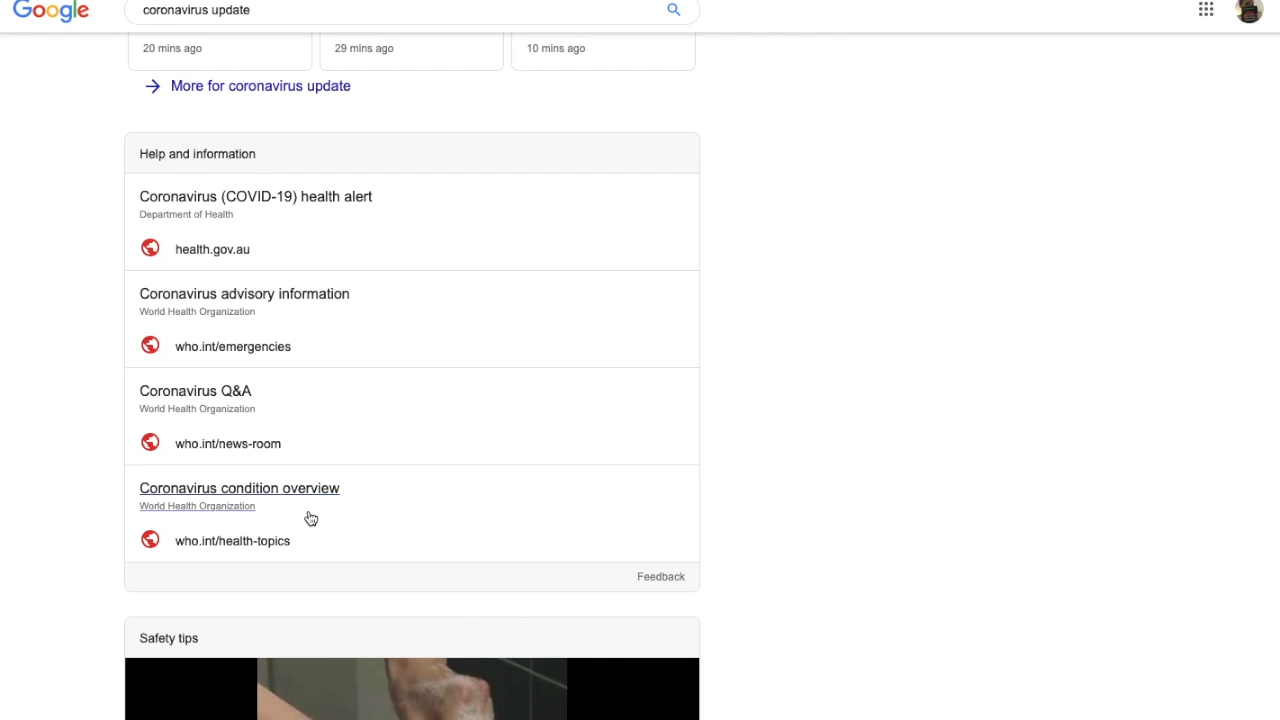 Google
coronavirus update
20 mins ago
29 mins ago
10 mins ago
More for coronavirus update
Help and information
Coronavirus (COVID-19) health alert
Department of Health
health.gov.au
Coronavirus advisory information
World Health Organization
who.int/emergencies
Coronavirus Q&A
World Health Organization
who.int/news-room
Coronavirus condition overview
World Health Organization
who.int/health-topics
Feedback
Safety tips